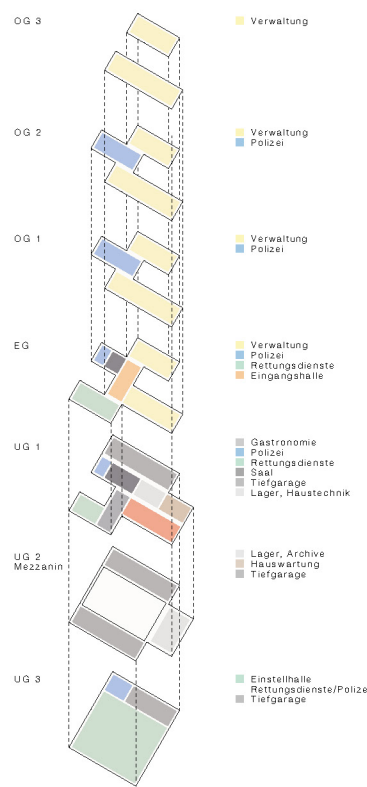 OG 3
Verwaltung
OG 2
Verwaltung
Polizei
OG 1
Verwaltung
Polizei
EG
Verwaltung
Polizei
Rettungsdienste
Eingangshalle
UG 1
Gastronomie
Polizei
Rettungsdienste
Saal
Tiefgarage
Lager, Haustechnik
UG 2
Mezzanin
Lager, Archive
Hauswartung
Tiefgarage
UG 3
Einstellhalle
Rettungsdienste/Polize
Tiefgarage